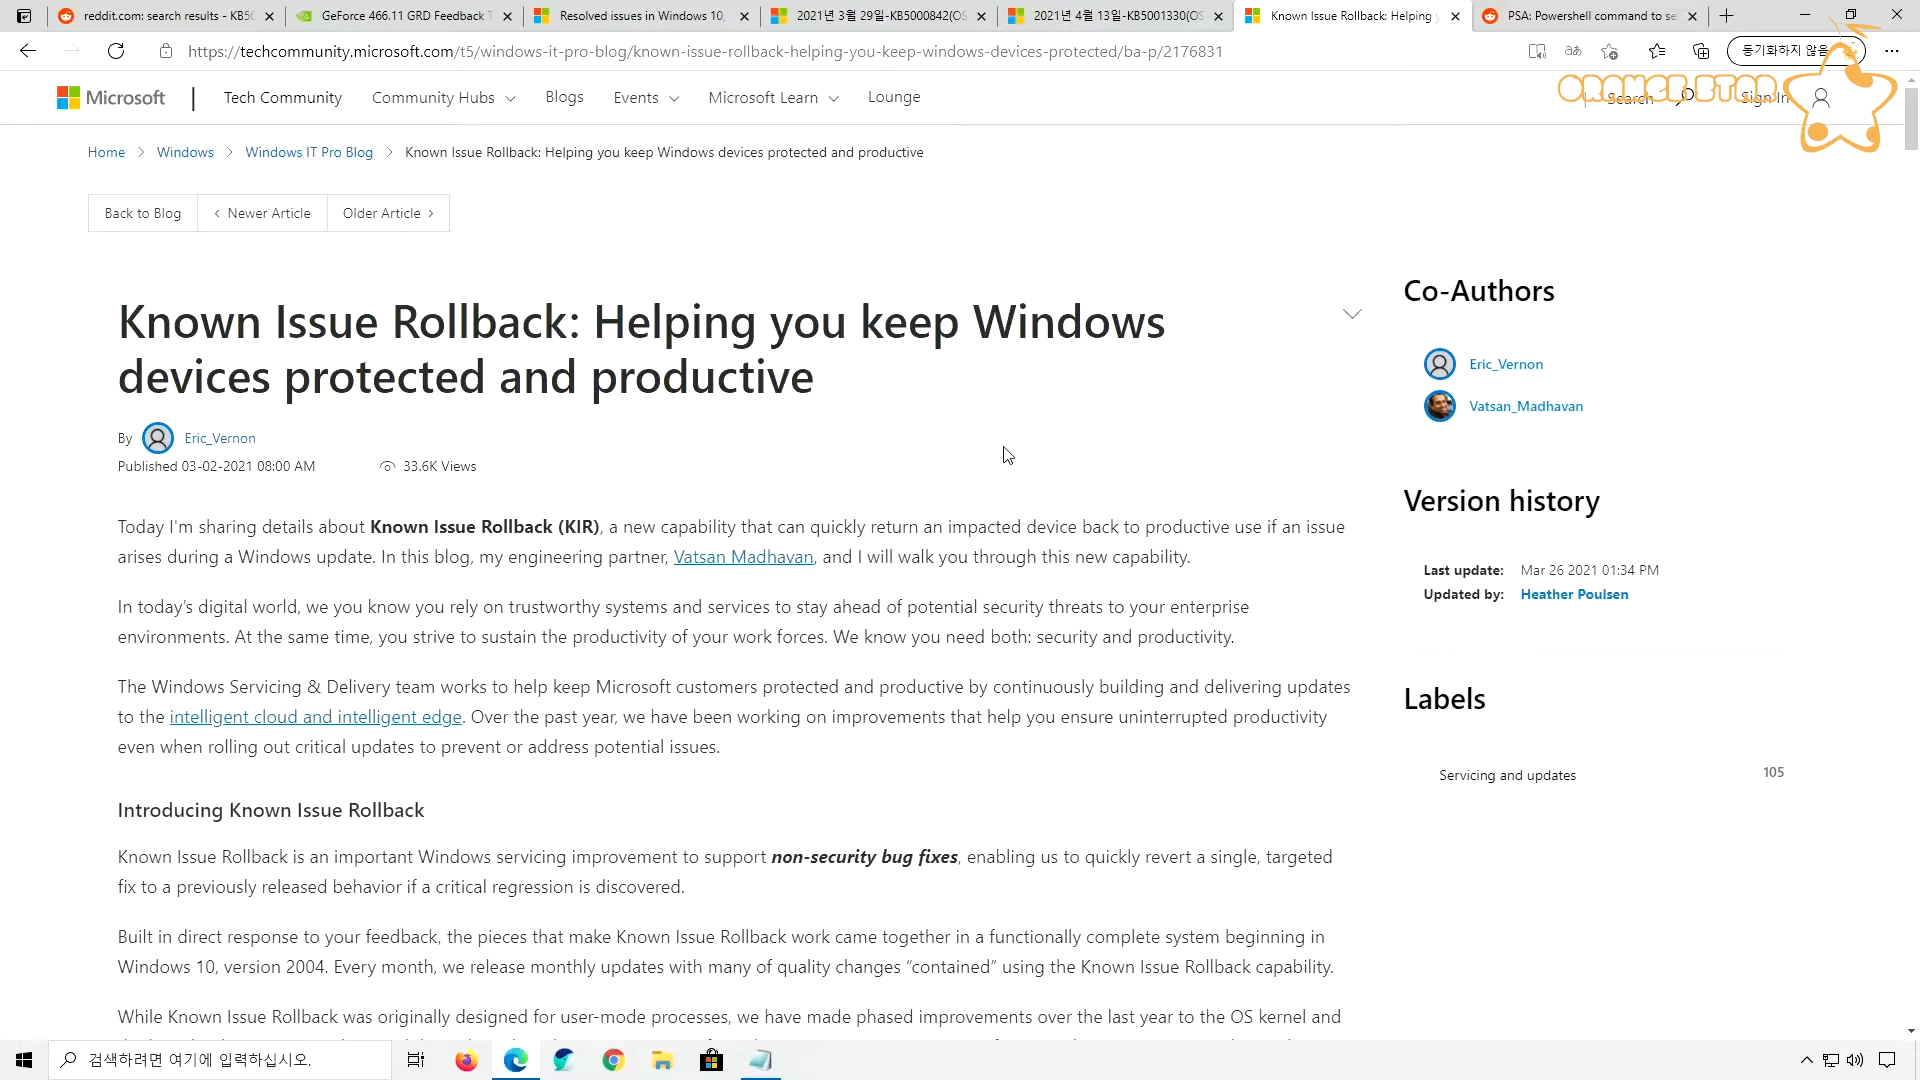 reddit.com: search results - KB5
GeForce 466.11 GRD Feedback T
Resolved issues in Windows 10,
2021년 3월 29일-KB5000842(OS
2021년 4월 13일-KB5001330(OS
Known Issue Rollback: Helping
PSA: Powershell command to se
https://techcommunity.microsoft.com/t5/windows-it-pro-blog/known-issue-rollback-helping-you-keep-windows-devices-protected/ba-p/2176831
동기화하지 않음
ORANGE STAR
Microsoft
Tech Community
Community Hubs
Blogs
Events
Microsoft Learn
Lounge
Search
Sign In
Home > Windows > Windows IT Pro Blog > Known Issue Rollback: Helping you keep Windows devices protected and productive
Back to Blog
Newer Article
Older Article
Known Issue Rollback: Helping you keep Windows
devices protected and productive
By Eric_Vernon
Published 03-02-2021 08:00 AM
33.6K Views
Today I'm sharing details about Known Issue Rollback (KIR), a new capability that can quickly return an impacted device back to productive use if an issue
arises during a Windows update. In this blog, my engineering partner, Vatsan Madhavan, and I will walk you through this new capability.
In today’s digital world, we you know you rely on trustworthy systems and services to stay ahead of potential security threats to your enterprise
environments. At the same time, you strive to sustain the productivity of your work forces. We know you need both: security and productivity.
The Windows Servicing & Delivery team works to help keep Microsoft customers protected and productive by continuously building and delivering updates
to the intelligent cloud and intelligent edge. Over the past year, we have been working on improvements that help you ensure uninterrupted productivity
even when rolling out critical updates to prevent or address potential issues.
Introducing Known Issue Rollback
Known Issue Rollback is an important Windows servicing improvement to support non-security bug fixes, enabling us to quickly revert a single, targeted
fix to a previously released behavior if a critical regression is discovered.
Built in direct response to your feedback, the pieces that make Known Issue Rollback work came together in a functionally complete system beginning in
Windows 10, version 2004. Every month, we release monthly updates with many of quality changes “contained” using the Known Issue Rollback capability.
While Known Issue Rollback was originally designed for user-mode processes, we have made phased improvements over the last year to the OS kernel and
Co-Authors
Eric_Vernon
Vatsan_Madhavan
Version history
Last update: Mar 26 2021 01:34 PM
Updated by: Heather Poulsen
Labels
Servicing and updates 105
검색하려면 여기에 입력하십시오.